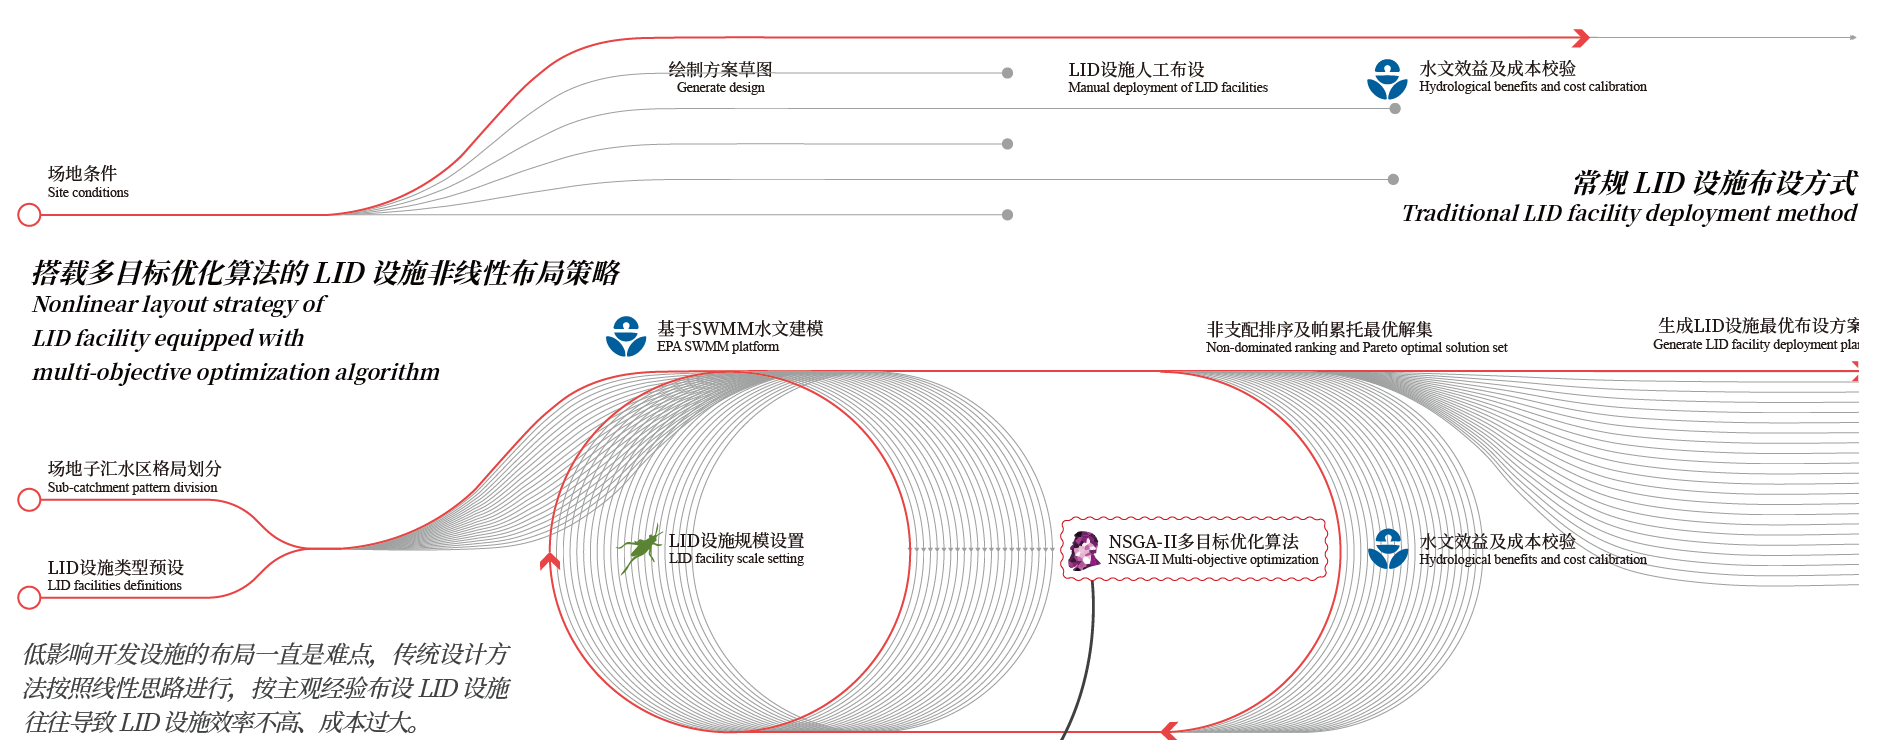 绘制方案草图
Generate design
LID设施人工布设
Manual deployment of LID facilities
水文效益及成本校验
Hydrological benefits and cost calibration
场地条件
Site conditions
常规 LID 设施布设方式
Traditional LID facility deployment method
搭载多目标优化算法的 LID 设施非线性布局策略
Nonlinear layout strategy of
LID facility equipped with
multi-objective optimization algorithm
基于SWMM水文建模
EPA SWMM platform
非支配排序及帕累托最优解集
Non-dominated ranking and Pareto optimal solution set
生成LID设施最优布设方案
Generate LID facility deployment plan
场地子汇水区格局划分
Sub-catchment pattern division
LID设施类型预设
LID facilities definitions
LID设施规模设置
LID facility scale setting
NSGA-II多目标优化算法
NSGA-II Multi-objective optimization
水文效益及成本校验
Hydrological benefits and cost calibration
低影响开发设施的布局一直是难点，传统设计方
法按照线性思路进行，按主观经验布设 LID 设施
往往导致 LID 设施效率不高、成本过大。